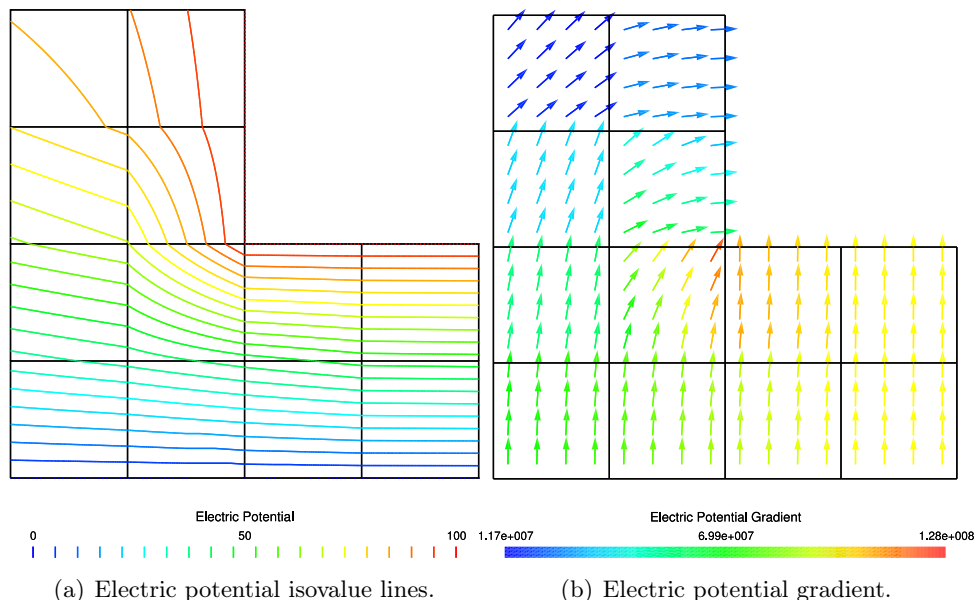 Electric Potential
0 50 100
(a) Electric potential isovalue lines.
Electric Potential Gradient
1.17e+007 6.99e+007 1.28e+008
(b) Electric potential gradient.